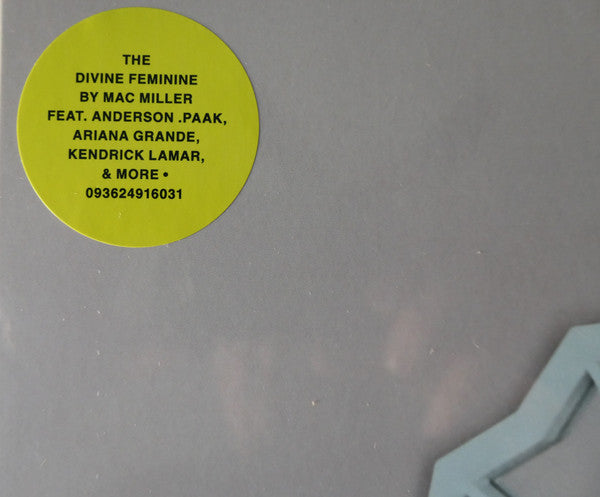 THE
DIVINE FEMININE
BY MAC MILLER
FEAT. ANDERSON .PAAK,
ARIANA GRANDE,
KENDRICK LAMAR,
& MORE •
093624916031